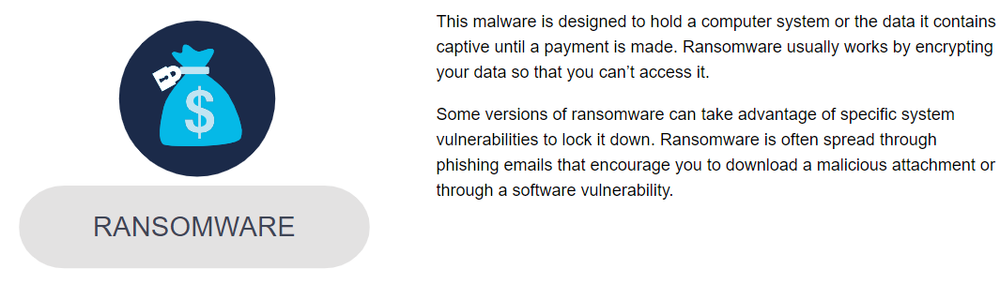 This malware is designed to hold a computer system or the data it contains
captive until a payment is made. Ransomware usually works by encrypting
your data so that you can’t access it.
Some versions of ransomware can take advantage of specific system
vulnerabilities to lock it down. Ransomware is often spread through
phishing emails that encourage you to download a malicious attachment or
through a software vulnerability.
$
RANSOMWARE